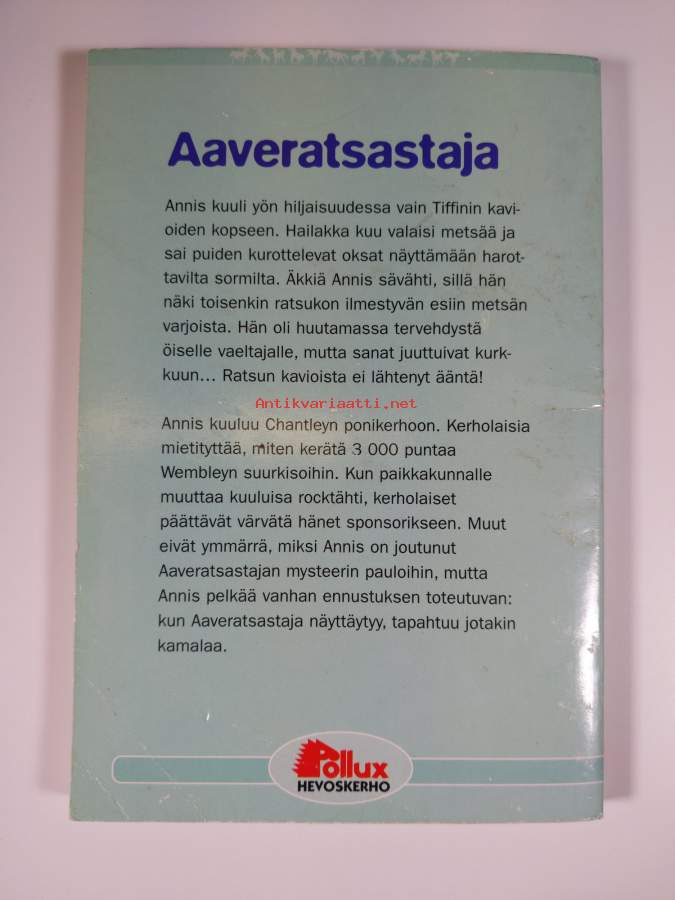 Aaveratsastaja
Annis kuuli yön hiljaisuudessa vain Tiffinin kavi-
oiden kopseen. Hailakka kuu valaisi metsää ja
sai puiden kurottelevat oksat näyttämään harot-
tavilta sormilta. Äkkiä Annis sävähti, sillä hän
näki toisenkin ratsukon ilmestyvän esiin metsän
varjoista. Hän oli huutamassa tervehdystä
öiselle vaeltajalle, mutta sanat juuttuivat kurk-
kuun... Ratsun kavioista ei lähtenyt ääntä!
Antikvariaatti.net
Annis kuuluu Chantleyn ponikerhoon. Kerholaisia
mietityttää, miten kerätä 3 000 puntaa
Wembleyn suurkisoihin. Kun paikkakunnalle
muuttaa kuuluisa rocktähti, kerholaiset
päättävät värvätä hänet sponsorikseen. Muut
eivät ymmärrä, miksi Annis on joutunut
Aaveratsastajan mysteerin pauloihin, mutta
Annis pelkää vanhan ennustuksen toteutuvan:
kun Aaveratsastaja näyttäytyy, tapahtuu jotakin
kamalaa.
Pollux
HEVOSKERHO